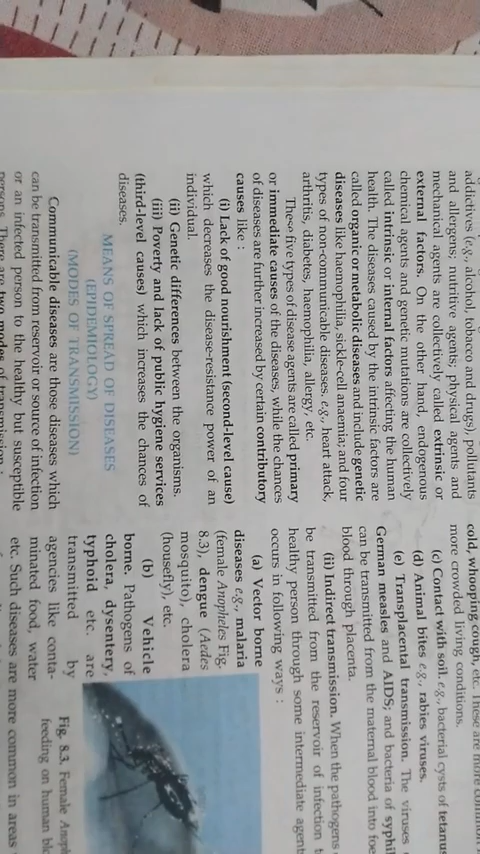 addictives (e.g., alcohol, tobacco and drugs), pollutants
and allergens; nutritive agents; physical agents and
mechanical agents are collectively called extrinsic or
external factors. On the other hand, endogenous
chemical agents and genetic mutations are collectively
called intrinsic or internal factors affecting the human
health. The diseases caused by the intrinsic factors are
called organic or metabolic diseases and include genetic
diseases like haemophilia, sickle-cell anaemia; and four
types of non-communicable diseases. e.g., heart attack,
arthritis, diabetes, haemophilia, allergy, etc.
These five types of disease agents are called primary
or immediate causes of the diseases, while the chances
of diseases are further increased by certain contributory
causes like :
(i) Lack of good nourishment (second-level cause)
which decreases the disease-resistance power of an
individual.
(ii) Genetic differences between the organisms.
(iii) Poverty and lack of public hygiene services
(third-level causes) which increases the chances of
diseases.
MEANS OF SPREAD OF DISEASES
(EPIDEMIOLOGY)
(MODES OF TRANSMISSION)
Communicable diseases are those diseases which
can be transmitted from reservoir or source of infection
or an infected person to the healthy but susceptible
persons. There are two modes of transmission :
cold, whooping cough, etc. These are more
more crowded living conditions.
(c) Contact with soil. e.g., bacterial cysts of tetanus
(d) Animal bites e.g., rabies viruses.
(e) Transplacental transmission. The viruses
German measles and AIDS; and bacteria of
can be transmitted from the maternal blood into
blood through placenta.
(ii) Indirect transmission. When the pathogens
be transmitted from the reservoir of infection
healthy person through some intermediate agent
occurs in following ways :
(a) Vector borne
diseases e.g., malaria
(female Anopheles Fig.
8.3), dengue (Aedes
mosquito), cholera
(housefly), etc.
(b) Vehicle
borne. Pathogens of
cholera, dysentery,
typhoid etc. are
transmitted by
agencies like conta-
minated food, water
etc. Such diseases are more common in areas
Fig. 8.3. Female
feeding on human